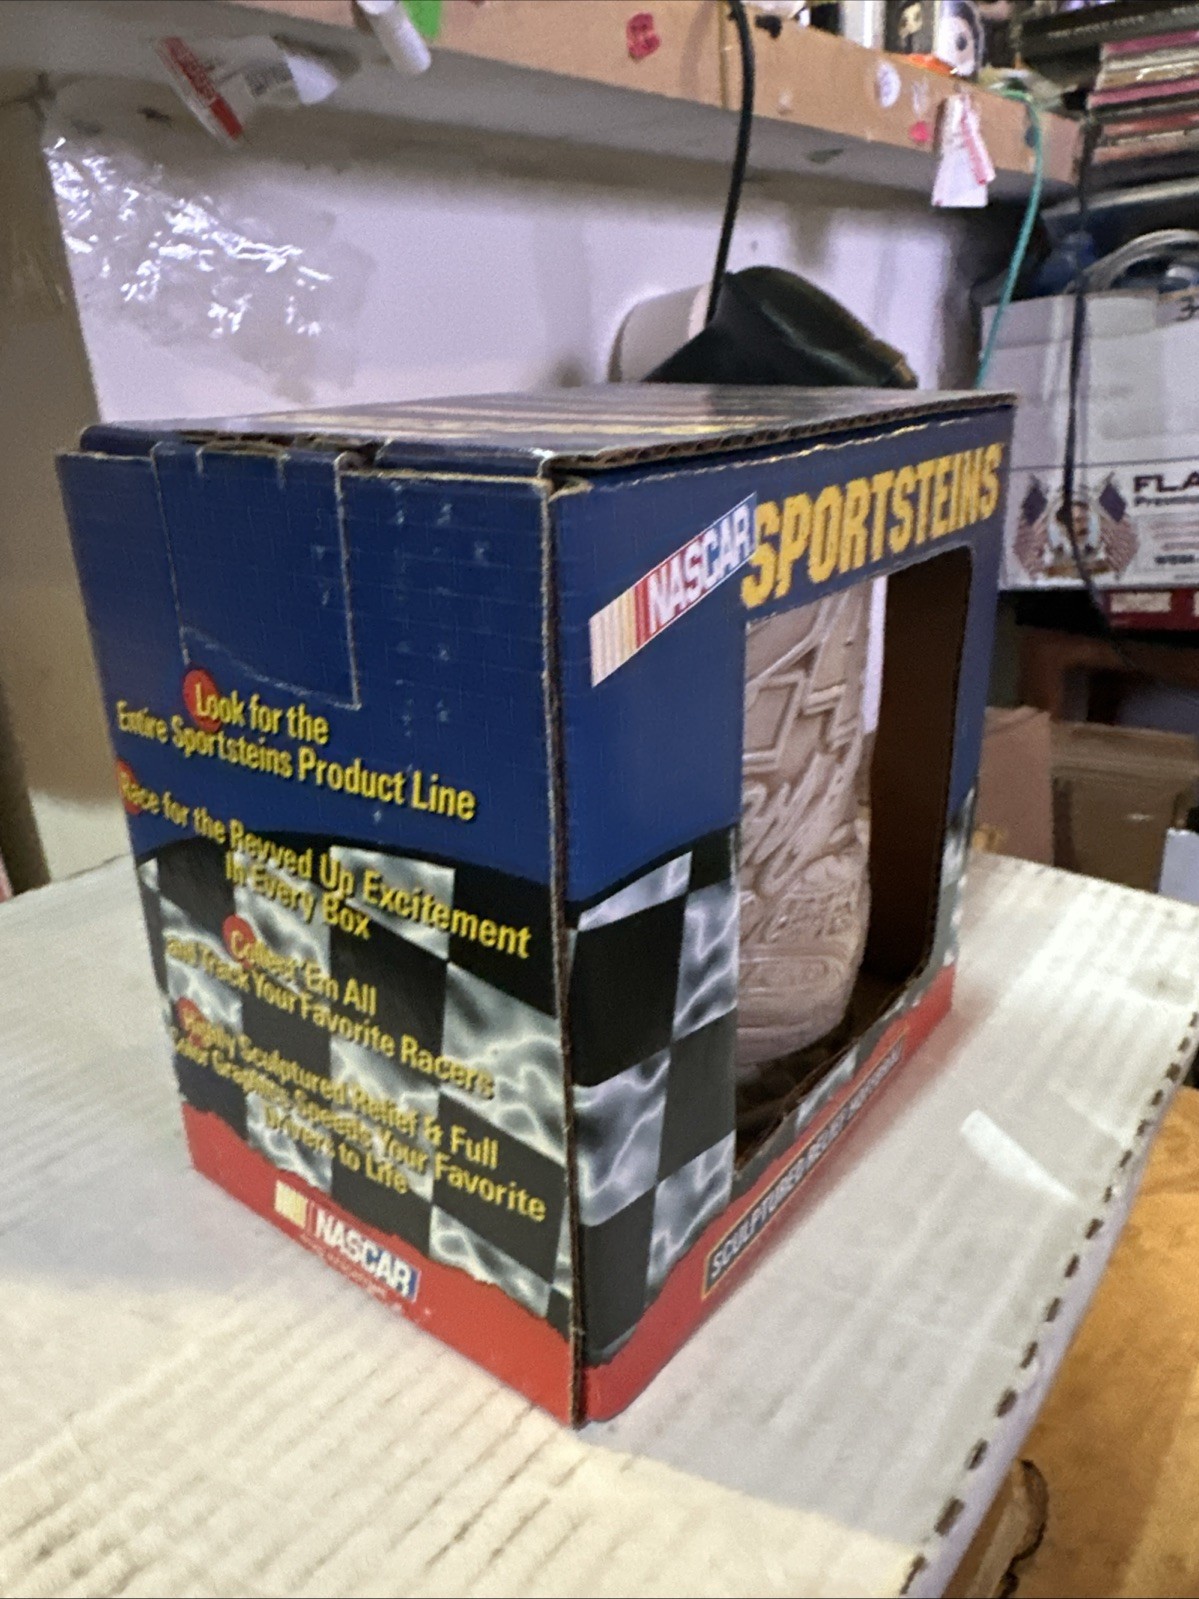 NASCAR SPORTSTEINS
Look for the
Entire Sportsteins Product Line
Race for the Revved Up Excitement
In Every Box
Collect 'Em All
and Track Your Favorite Racers
Highly Sculptured Relief & Full
Color Graphics Speeds Your Favorite
Drivers to Life
NASCAR
SCULPTURED RELIEF
FLA